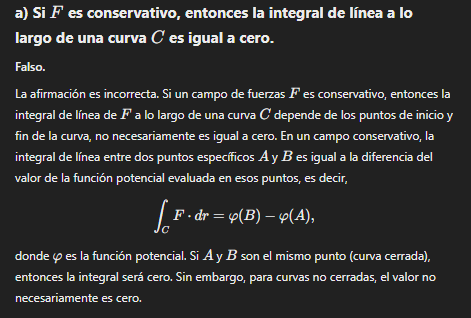 a) Si F es conservativo, entonces la integral de línea a lo
largo de una curva C es igual a cero.
Falso.
La afirmación es incorrecta. Si un campo de fuerzas F es conservativo, entonces la
integral de línea de F a lo largo de una curva C depende de los puntos de inicio y
fin de la curva, no necesariamente es igual a cero. En un campo conservativo, la
integral de línea entre dos puntos específicos A y B es igual a la diferencia del
valor de la función potencial evaluada en esos puntos, es decir,
∫_C F · dr = φ(B) − φ(A),
donde φ es la función potencial. Si A y B son el mismo punto (curva cerrada),
entonces la integral será cero. Sin embargo, para curvas no cerradas, el valor no
necesariamente es cero.